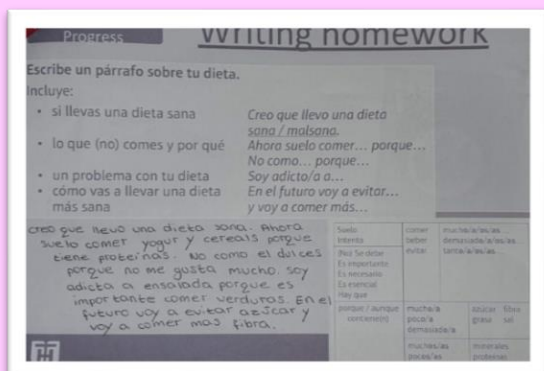 Progress
Writing homework
Escribe un párrafo sobre tu dieta.
Incluye:
• si llevas una dieta sana
Creo que llevo una dieta
sana / malsana.
• lo que (no) comes y por qué
Ahora suelo comer... porque...
No como... porque...
• un problema con tu dieta
Soy adicto/a a...
• cómo vas a llevar una dieta
más sana
En el futuro voy a evitar...
y voy a comer más...
creo que llevo una dieta sana. Ahora
suelo comer yogur y cereals porque
tiene proteínas. No como el dulces
porque no me gusta mucho. soy
adicta a ensalada porque es
importante comer verduras. En el
futuro voy a evitar azúcar y
voy a comer mas fibra.
Suelo
Intento
comer
beber
evitar
mucho/a/os/as...
demasiado/a/os/as...
tanto/a/os/as...
(No) Se debe
Es importante
Es necesario
Es esencial
Hay que
porque / aunque
contiene(n)
mucho/a
poco/a
demasiado/a
azúcar fibra
grasa sal
muchos/as
pocos/as
minerales
proteínas